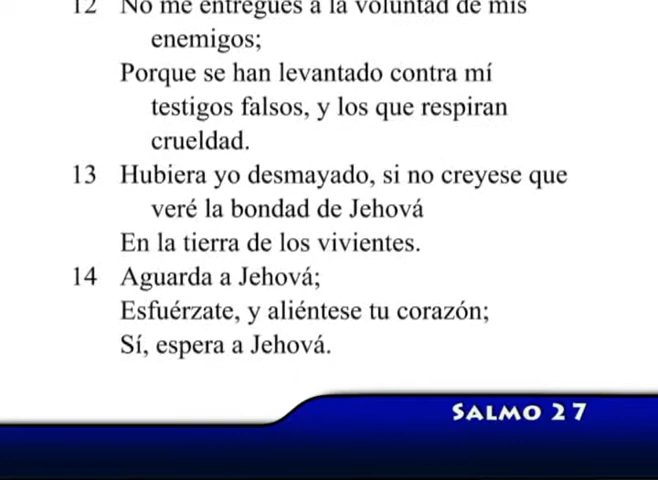 12 No me entregues a la voluntad de mis
enemigos;
Porque se han levantado contra mí
testigos falsos, y los que respiran
crueldad.
13 Hubiera yo desmayado, si no creyese que
veré la bondad de Jehová
En la tierra de los vivientes.
14 Aguarda a Jehová;
Esfuérzate, y aliéntese tu corazón;
Sí, espera a Jehová.
SALMO 27